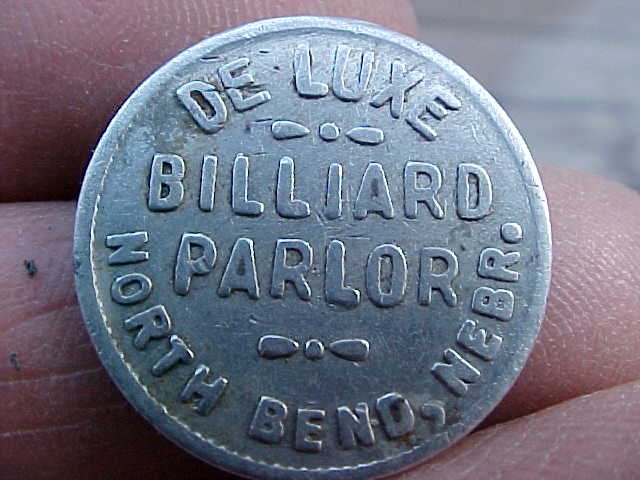 DE LUXE
BILLIARD
PARLOR
NORTH BEND, NEBR.